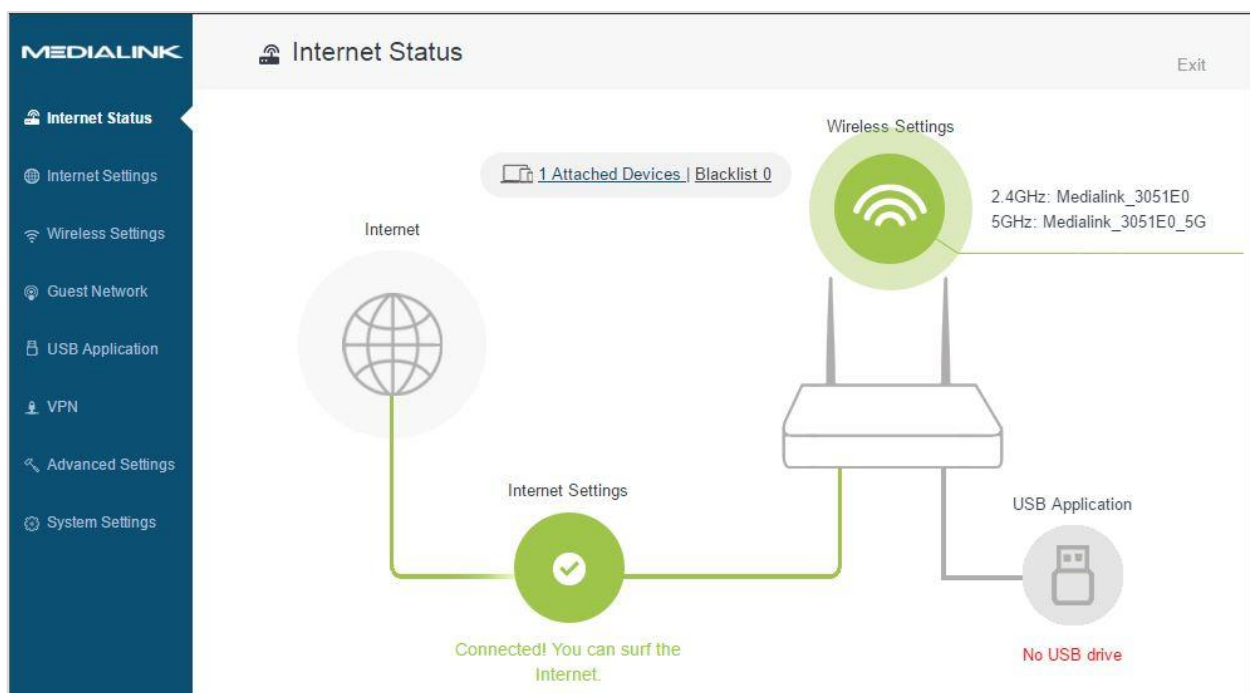 MEDIALINK
Internet Status
Exit
Internet Status
Internet Settings
Wireless Settings
Guest Network
USB Application
VPN
Advanced Settings
System Settings
Wireless Settings
1 Attached Devices | Blacklist 0
2.4GHz: Medialink_3051E0
5GHz: Medialink_3051E0_5G
Internet
Internet Settings
USB Application
Connected! You can surf the
Internet.
No USB drive